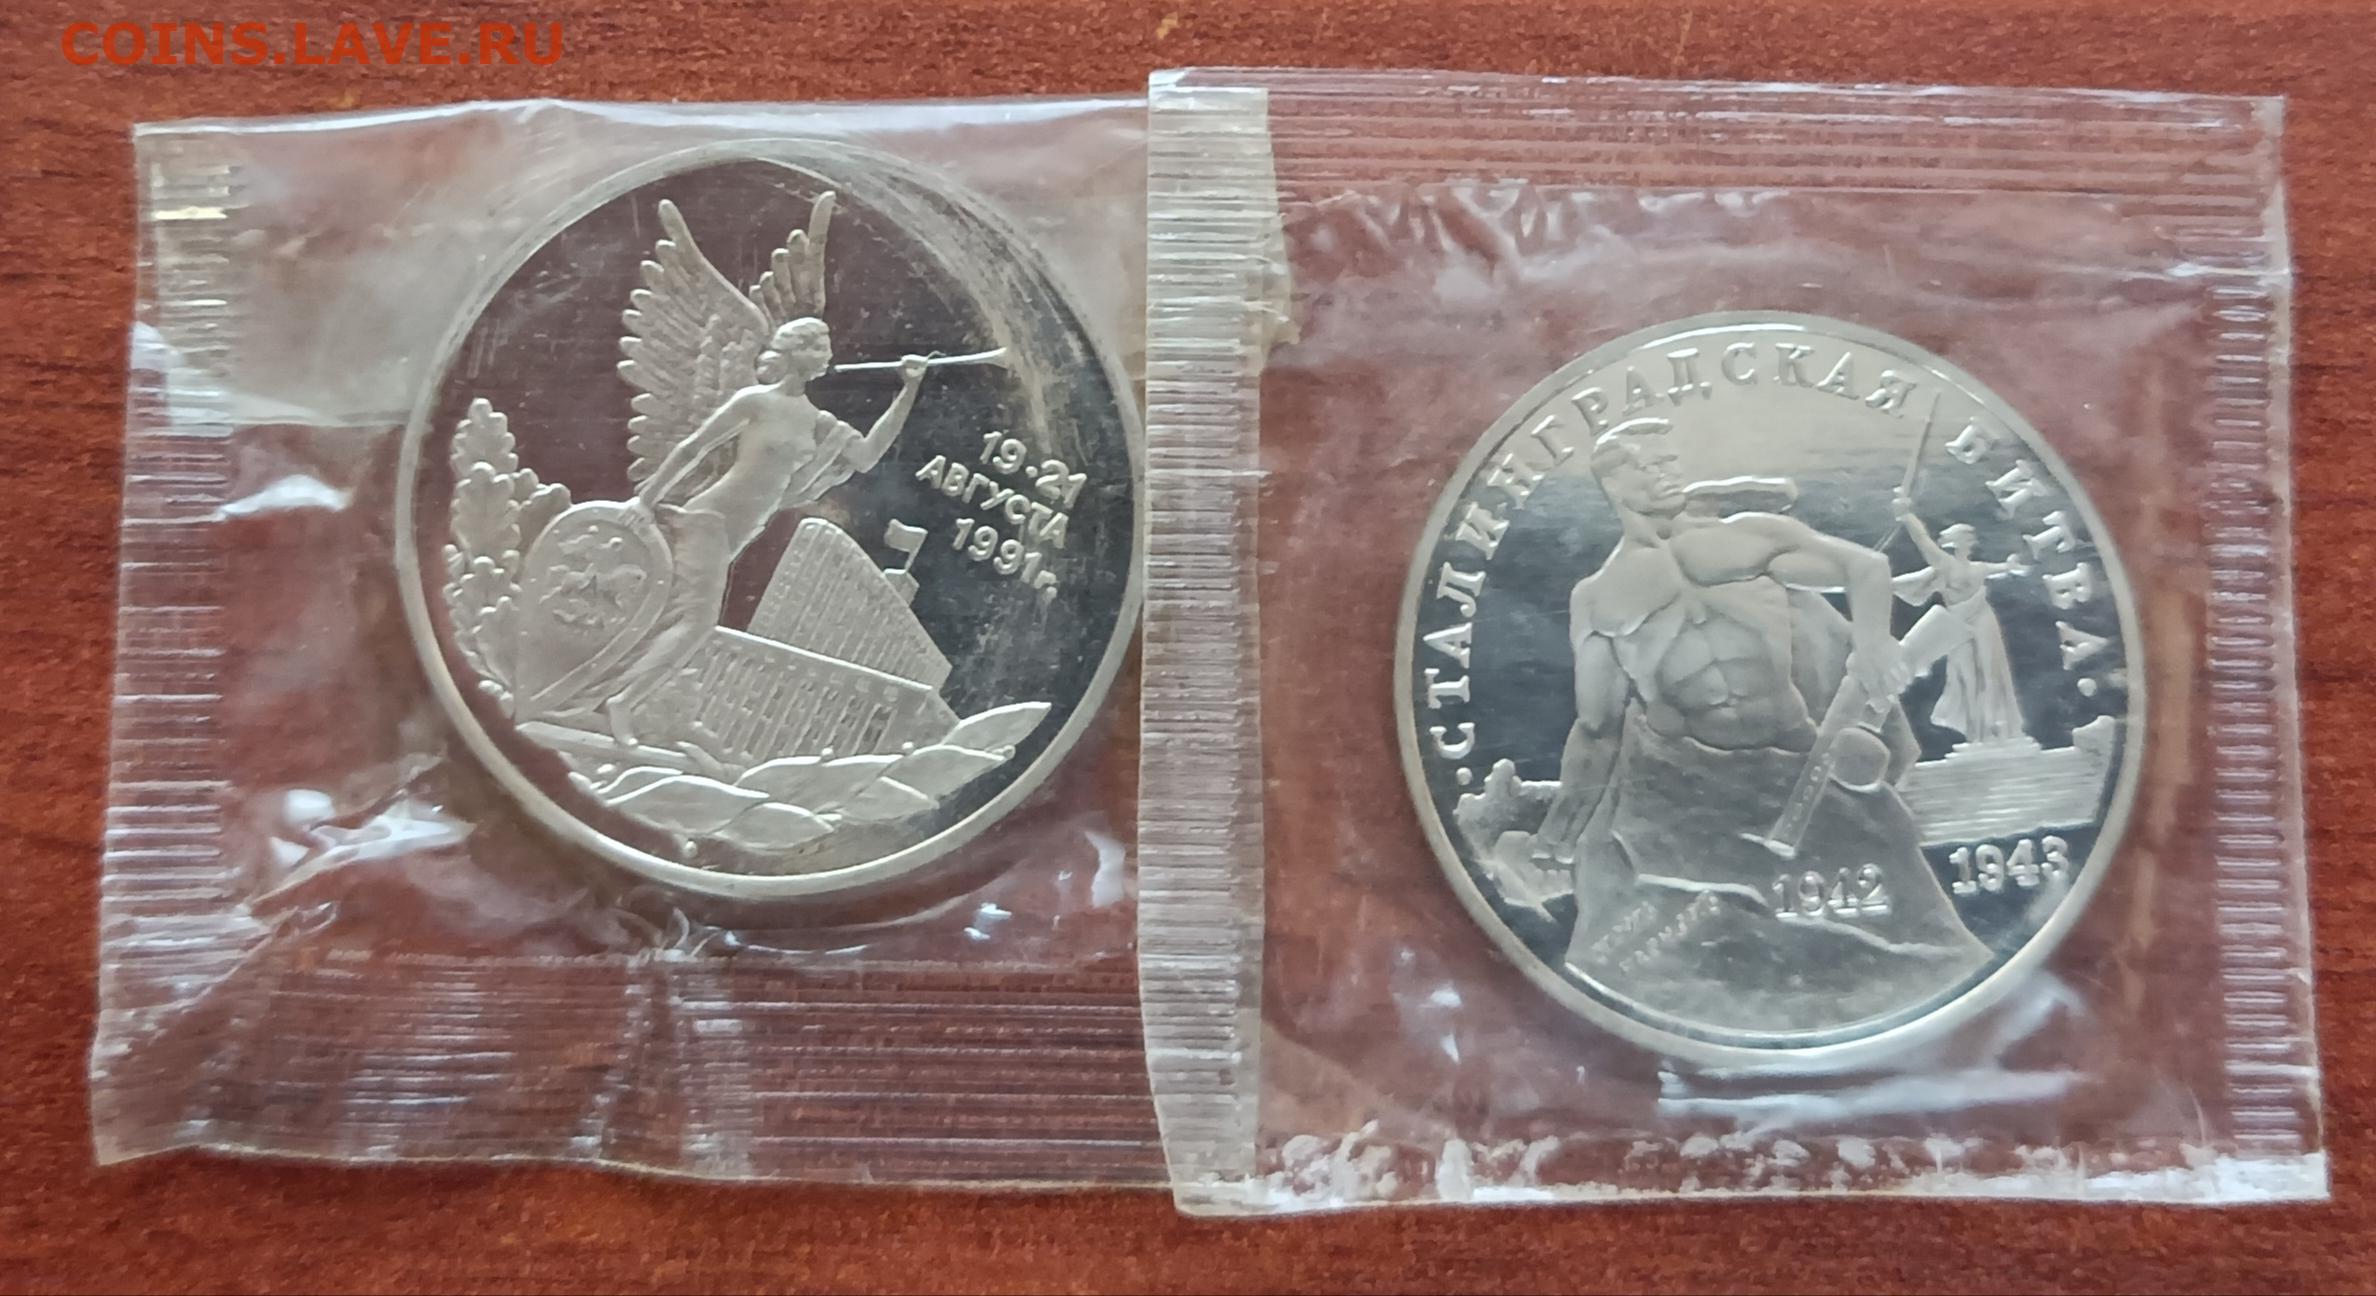 COINS.LAVE.RU
19-21
АВГУСТА
1991г.
·СТАЛИНГРАДСКАЯ БИТВА·
1942
1943